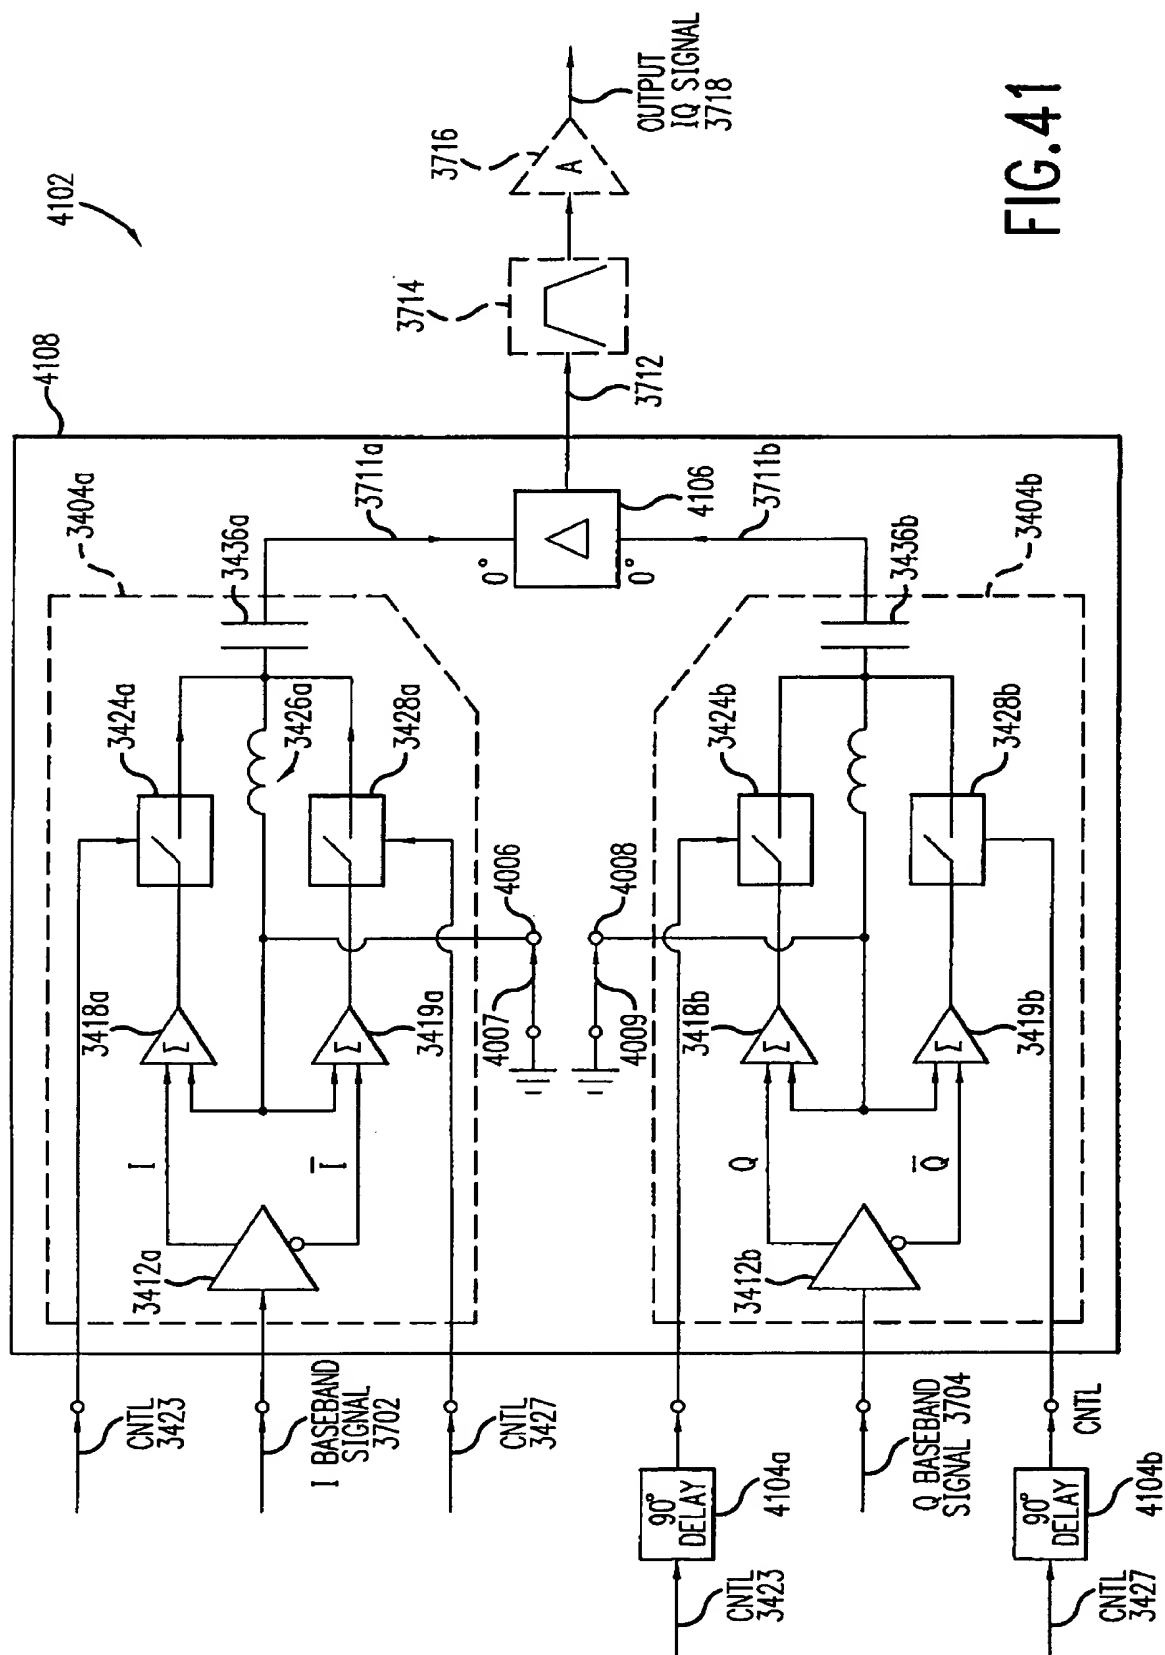 4102
4108
3404a
3436a
3424a
3426a
3428a
3418a
3419a
Σ
Σ
I
I̅
3412a
CNTL
3423
I BASEBAND
SIGNAL
3702
CNTL
3427
3711a
0°
0°
4106
3711b
3712
3714
3716
A
OUTPUT
IQ SIGNAL
3718
4006
4007
4008
4009
3404b
3436b
3424b
3428b
3418b
3419b
Σ
Σ
Q
Q̅
3412b
90°
DELAY
4104a
CNTL
3423
Q BASEBAND
SIGNAL 3704
CNTL
90°
DELAY
4104b
CNTL
3427
FIG.41